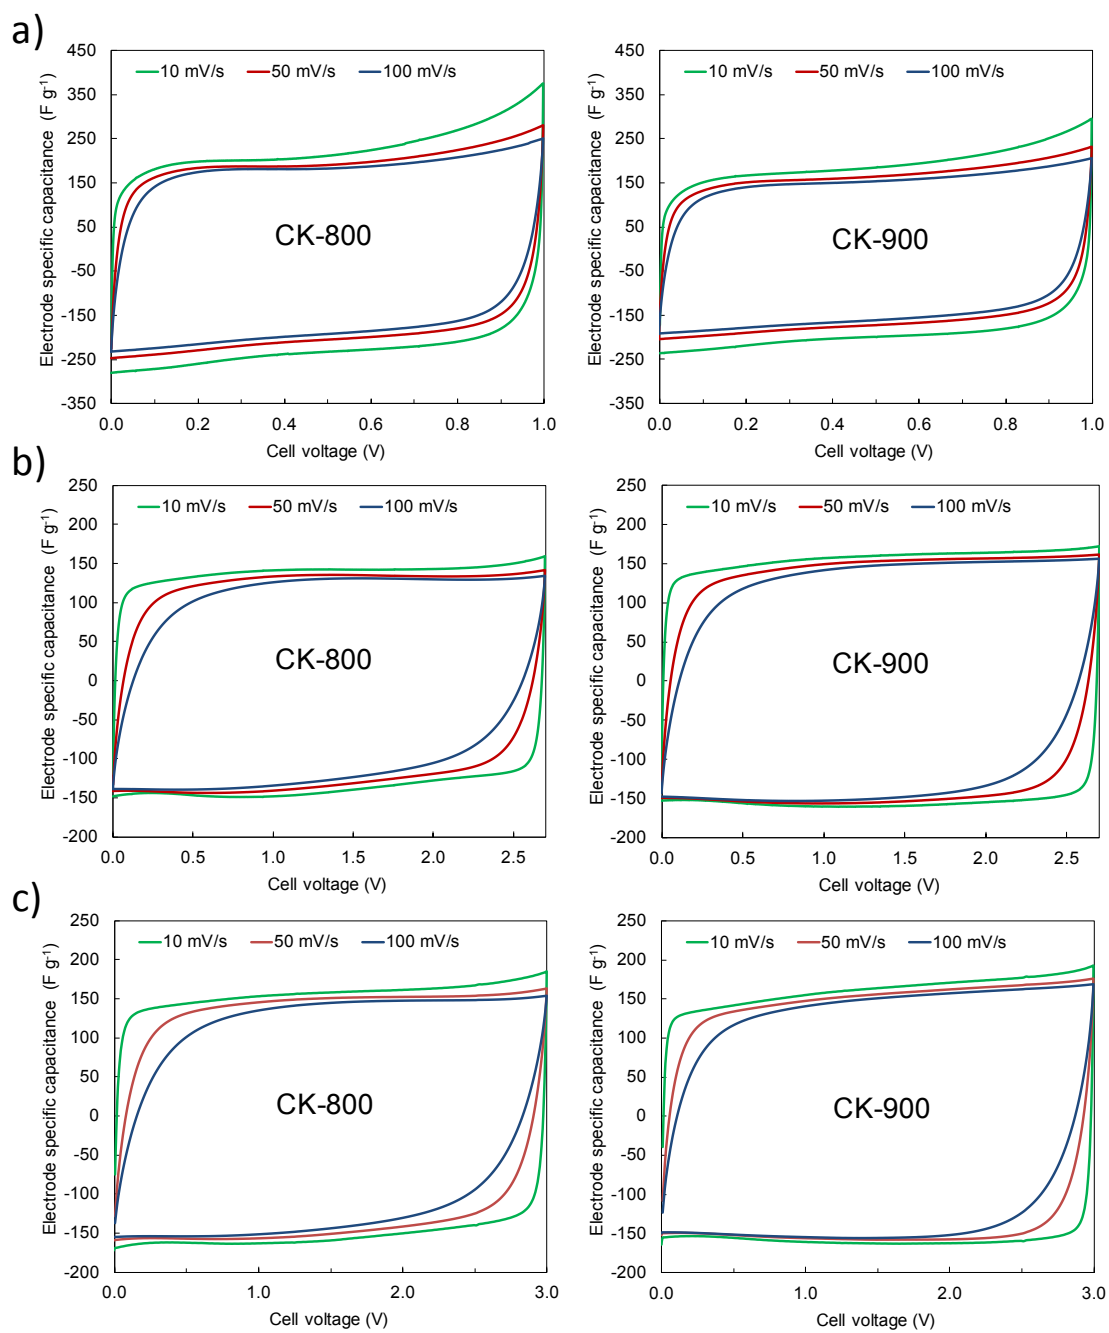 a)
450
350
250
150
50
-50
-150
-250
-350
Electrode specific capacitance (F g⁻¹)
10 mV/s 50 mV/s 100 mV/s
CK-800
0.0 0.2 0.4 0.6 0.8 1.0
Cell voltage (V)
450
350
250
150
50
-50
-150
-250
-350
Electrode specific capacitance (F g⁻¹)
10 mV/s 50 mV/s 100 mV/s
CK-900
0.0 0.2 0.4 0.6 0.8 1.0
Cell voltage (V)
b)
250
200
150
100
50
0
-50
-100
-150
-200
Electrode specific capacitance (F g⁻¹)
10 mV/s 50 mV/s 100 mV/s
CK-800
0.0 0.5 1.0 1.5 2.0 2.5
Cell voltage (V)
250
200
150
100
50
0
-50
-100
-150
-200
Electrode specific capacitance (F g⁻¹)
10 mV/s 50 mV/s 100 mV/s
CK-900
0.0 0.5 1.0 1.5 2.0 2.5
Cell voltage (V)
c)
250
200
150
100
50
0
-50
-100
-150
-200
Electrode specific capacitance (F g⁻¹)
10 mV/s 50 mV/s 100 mV/s
CK-800
0.0 1.0 2.0 3.0
Cell voltage (V)
250
200
150
100
50
0
-50
-100
-150
-200
Electrode specific capacitance (F g⁻¹)
10 mV/s 50 mV/s 100 mV/s
CK-900
0.0 1.0 2.0 3.0
Cell voltage (V)